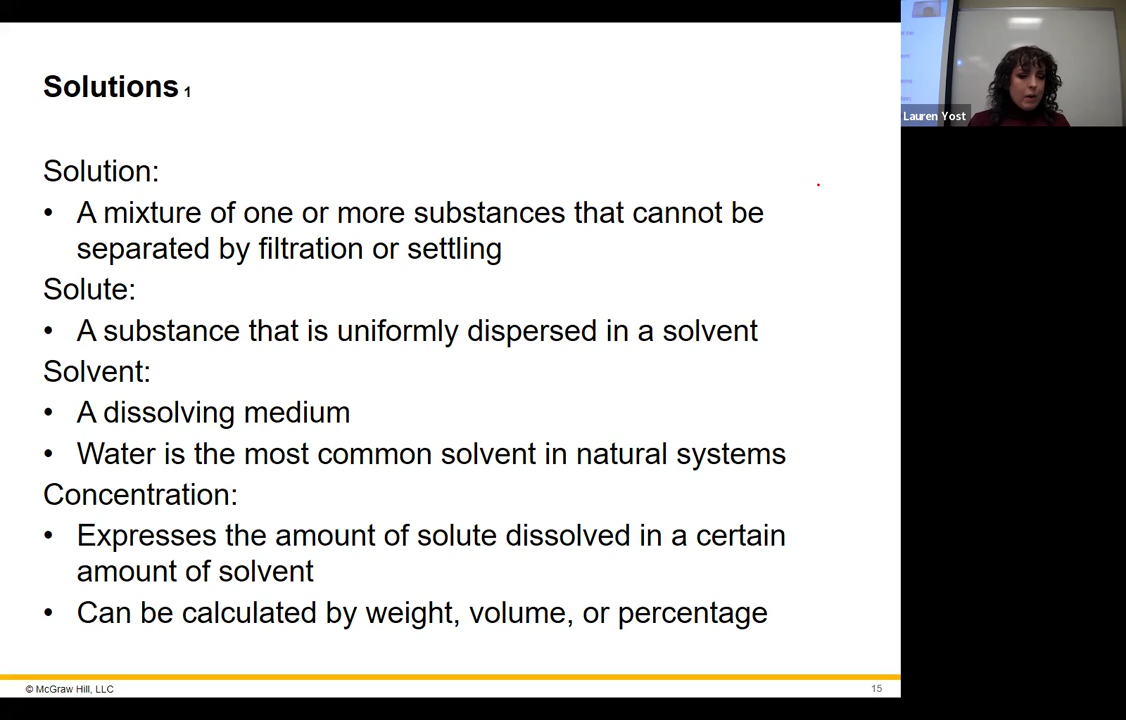 Solutions 1
Solution:
• A mixture of one or more substances that cannot be
separated by filtration or settling
Solute:
• A substance that is uniformly dispersed in a solvent
Solvent:
• A dissolving medium
• Water is the most common solvent in natural systems
Concentration:
• Expresses the amount of solute dissolved in a certain
amount of solvent
• Can be calculated by weight, volume, or percentage
© McGraw Hill, LLC
15
Lauren Yost